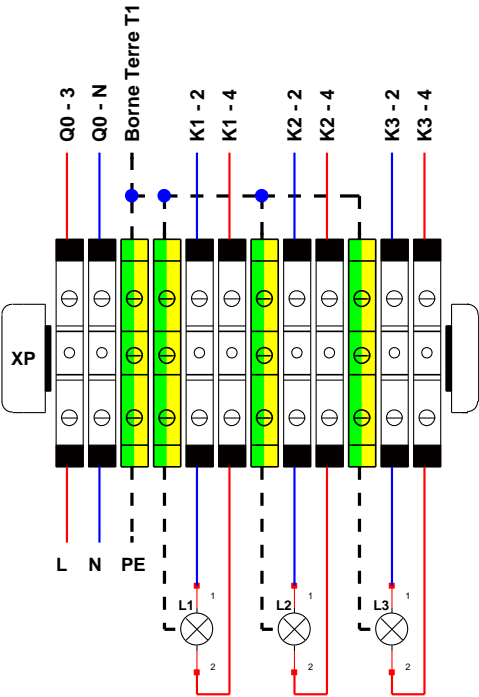 Q0 - 3
Q0 - N
Borne Terre T1
K1 - 2
K1 - 4
K2 - 2
K2 - 4
K3 - 2
K3 - 4
XP
L
N
PE
1
1
1
L1
L2
L3
2
2
2